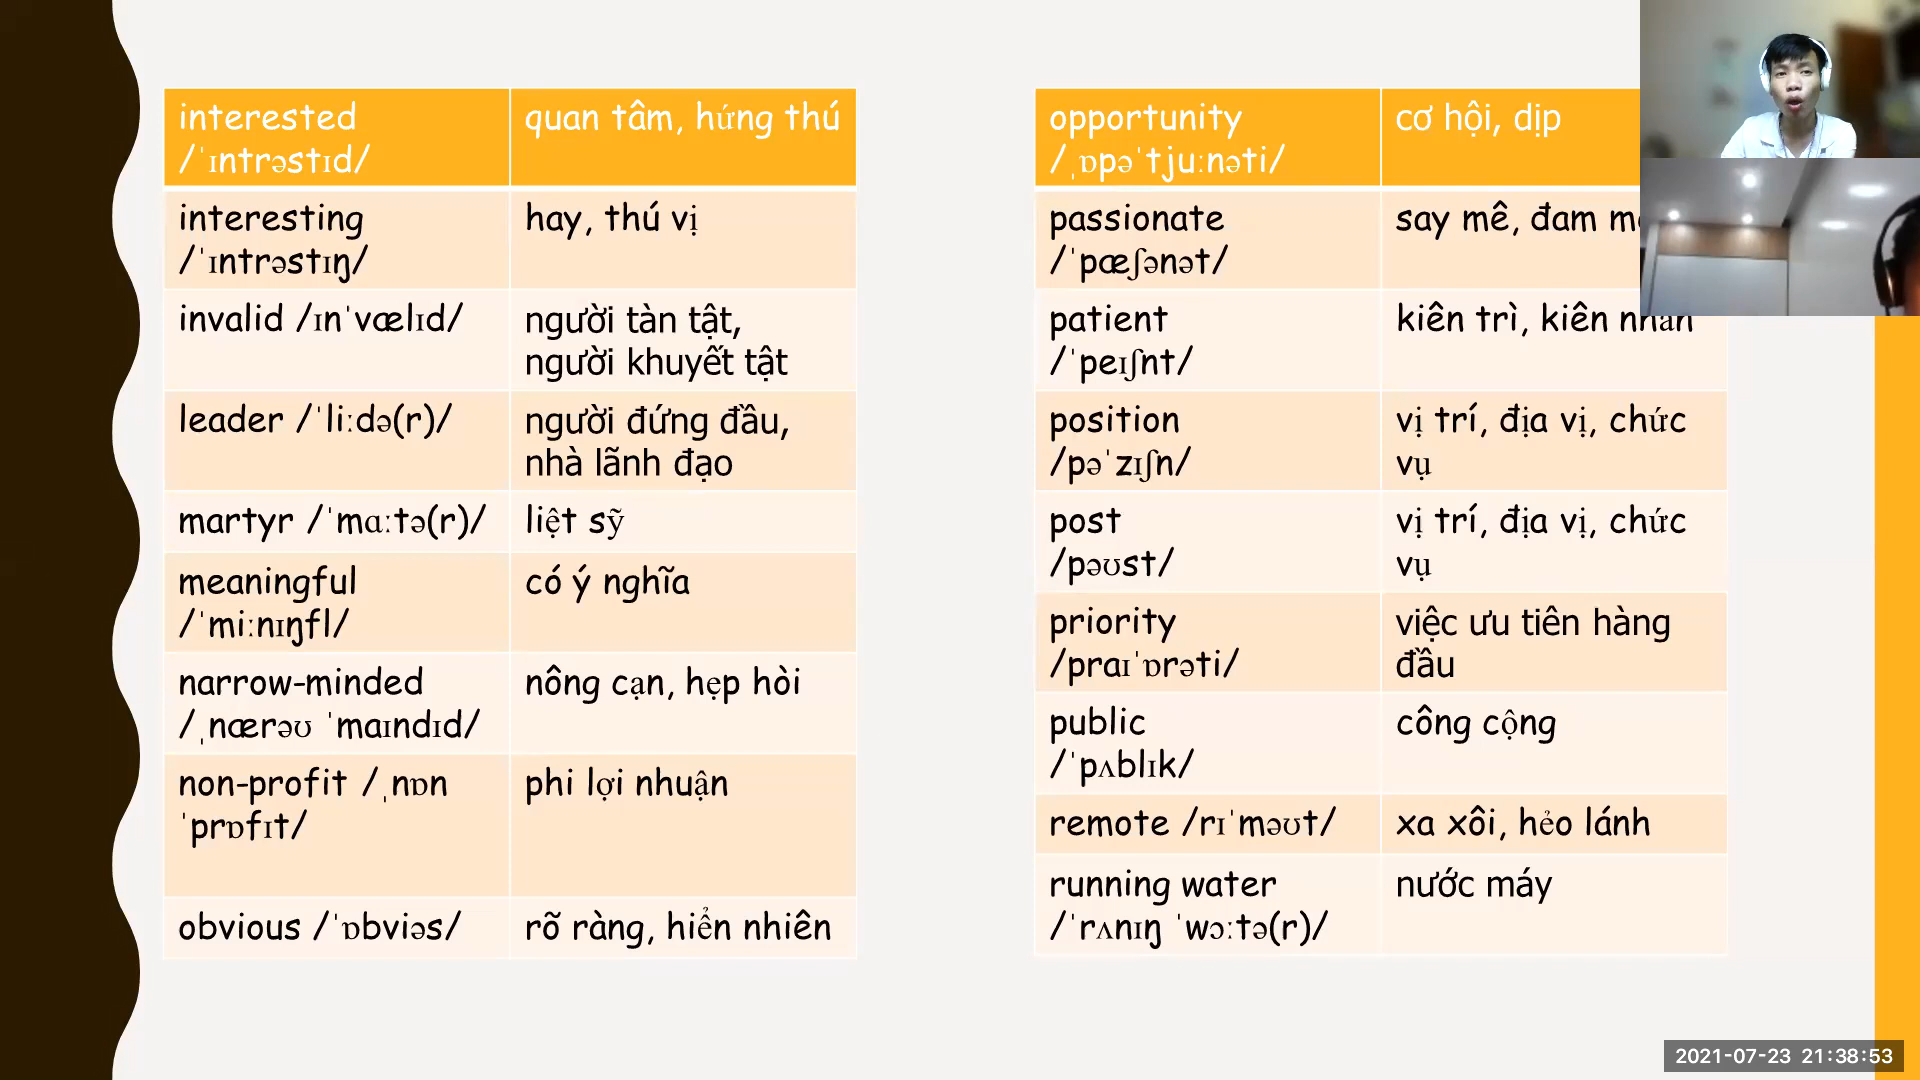 interested
/ˈɪntrəstɪd/
quan tâm, hứng thú
interesting
/ˈɪntrəstɪŋ/
hay, thú vị
invalid /ɪnˈvælɪd/
người tàn tật,
người khuyết tật
leader /ˈliːdə(r)/
người đứng đầu,
nhà lãnh đạo
martyr /ˈmɑːtə(r)/
liệt sỹ
meaningful
/ˈmiːnɪŋfl/
có ý nghĩa
narrow-minded
/ˌnærəʊ ˈmaɪndɪd/
nông cạn, hẹp hòi
non-profit /ˌnɒn
ˈprɒfɪt/
phi lợi nhuận
obvious /ˈɒbviəs/
rõ ràng, hiển nhiên
opportunity
/ˌɒpəˈtjuːnəti/
cơ hội, dịp
passionate
/ˈpæʃənət/
say mê, đam
patient
/ˈpeɪʃnt/
kiên trì, kiên nhẫn
position
/pəˈzɪʃn/
vị trí, địa vị, chức
vụ
post
/pəʊst/
vị trí, địa vị, chức
vụ
priority
/praɪˈɒrəti/
việc ưu tiên hàng
đầu
public
/ˈpʌblɪk/
công cộng
remote /rɪˈməʊt/
xa xôi, hẻo lánh
running water
/ˈrʌnɪŋ ˈwɔːtə(r)/
nước máy
2021-07-23 21:38:53